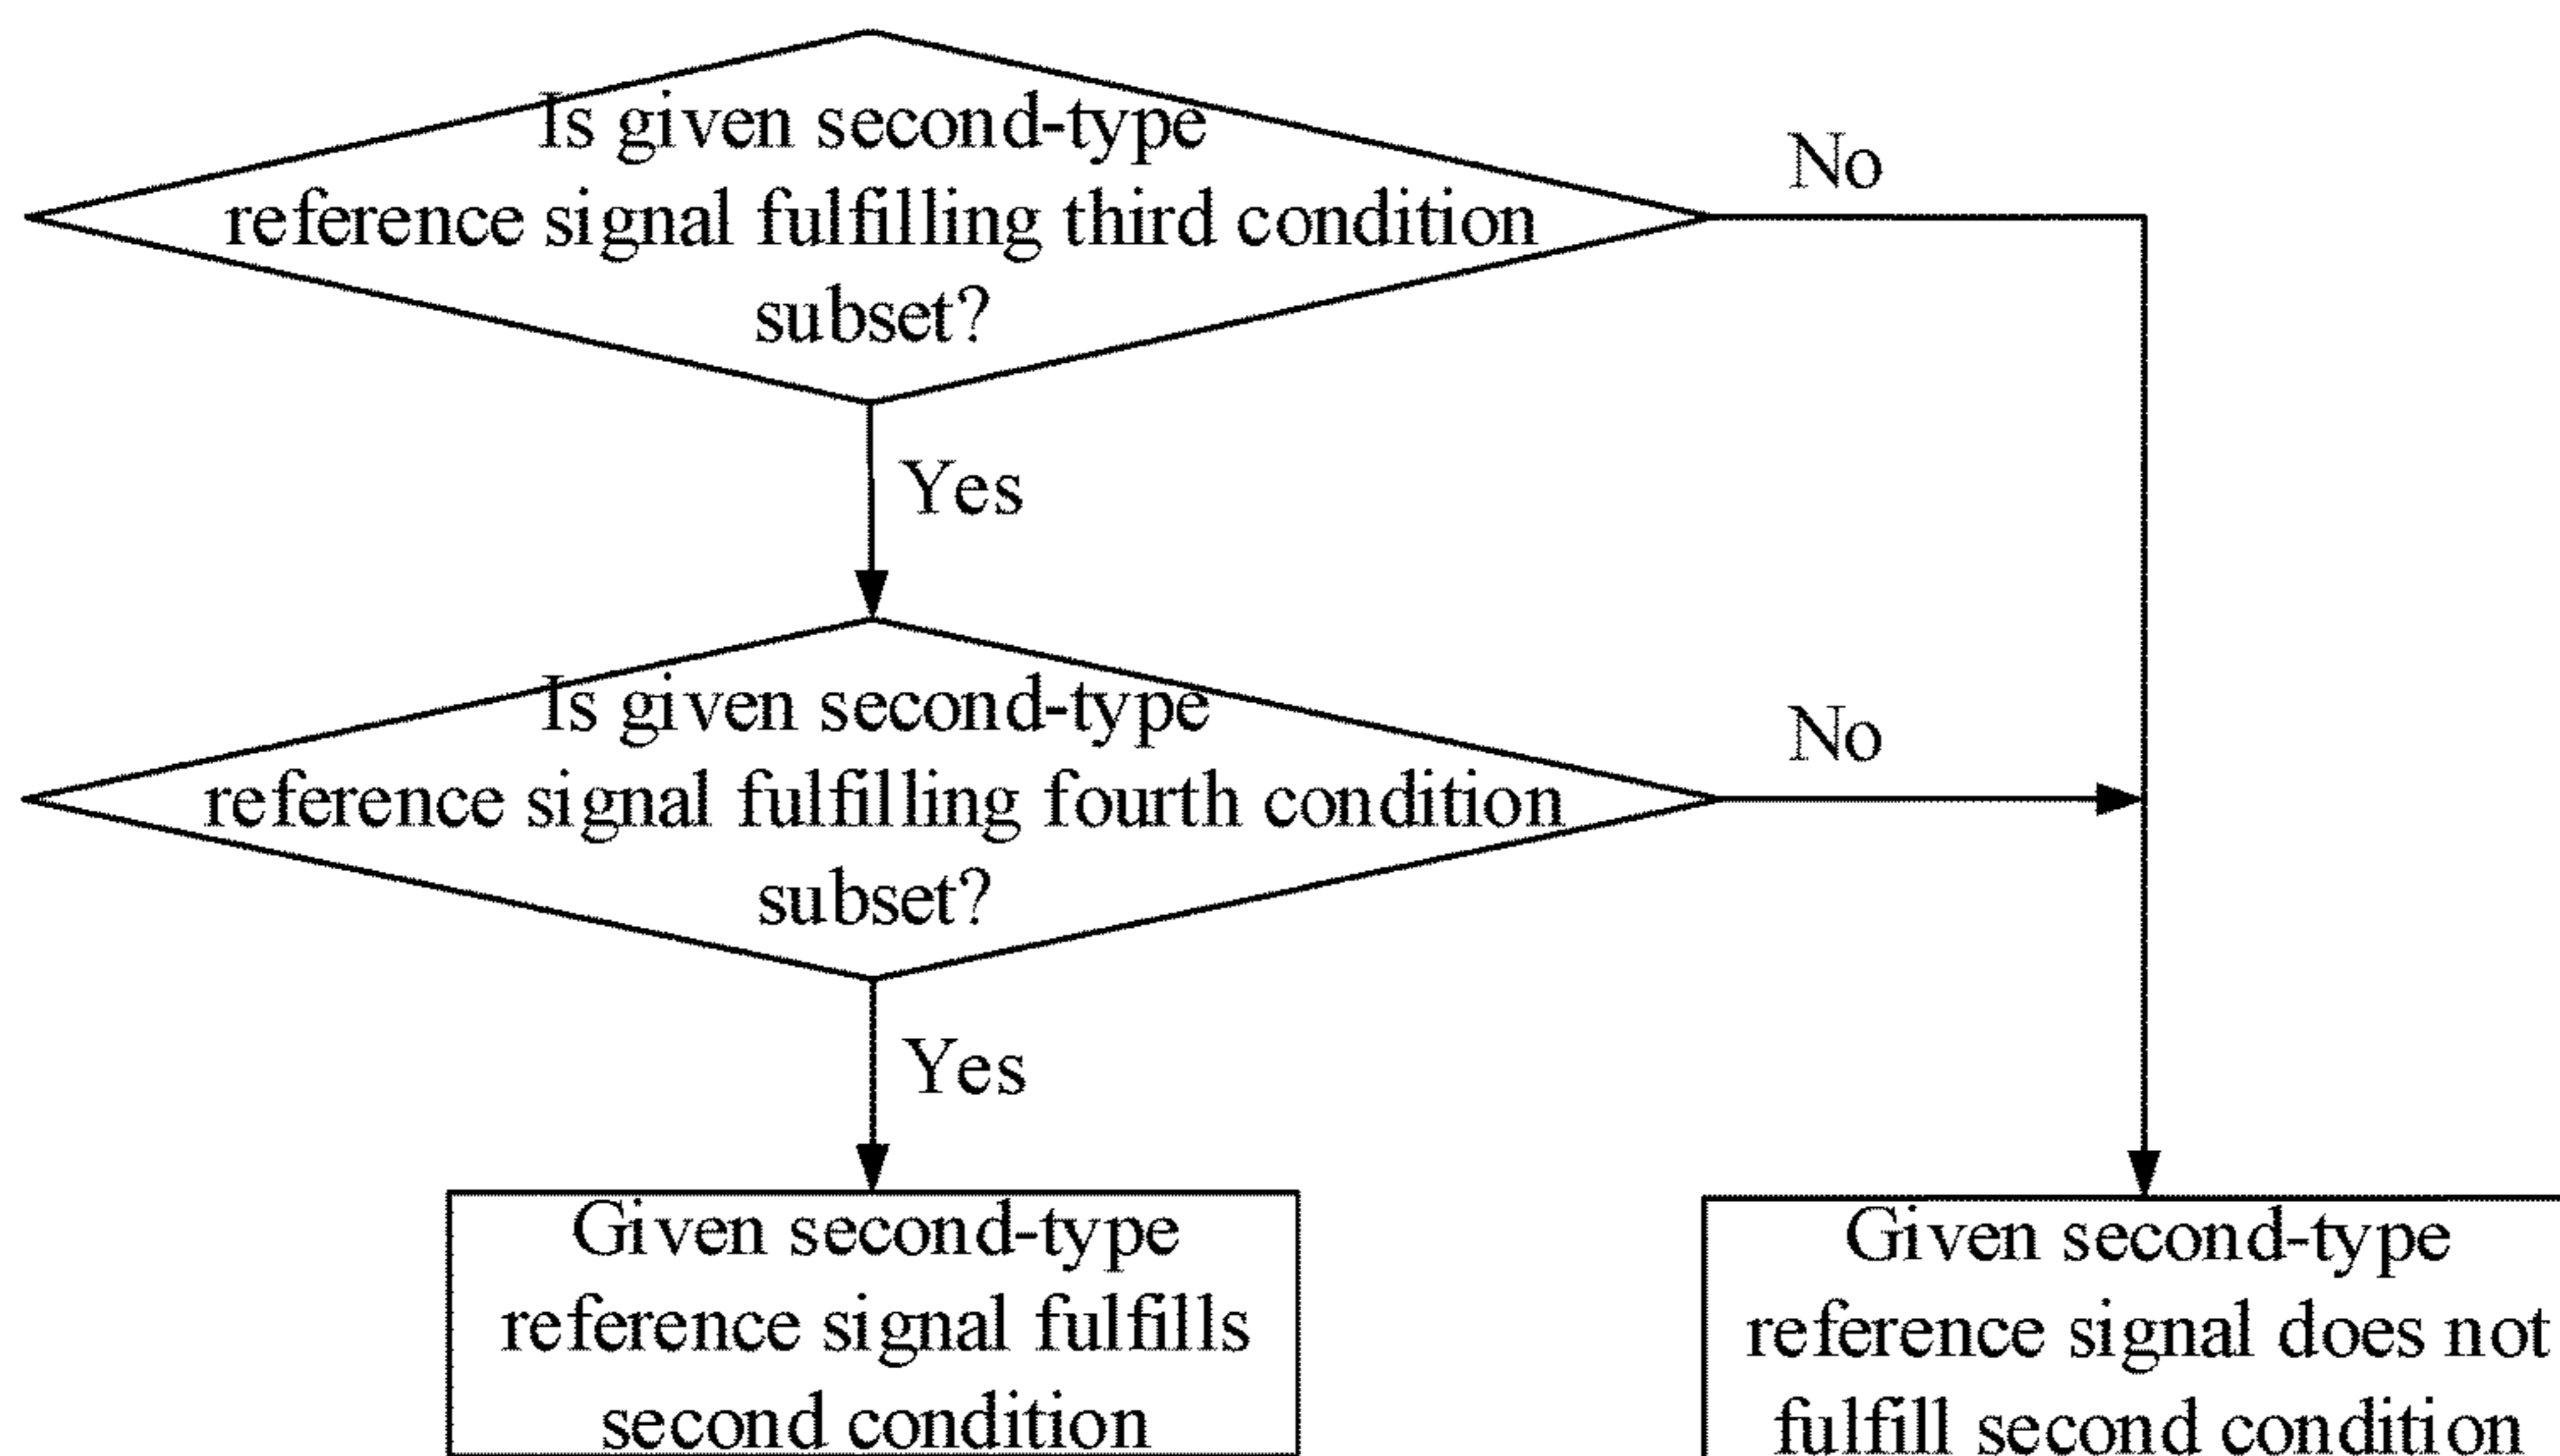 Is given second-type
reference signal fulfilling third condition
subset?
No
Yes
Is given second-type
reference signal fulfilling fourth condition
subset?
No
Yes
Given second-type
reference signal fulfills
second condition
Given second-type
reference signal does not
fulfill second condition